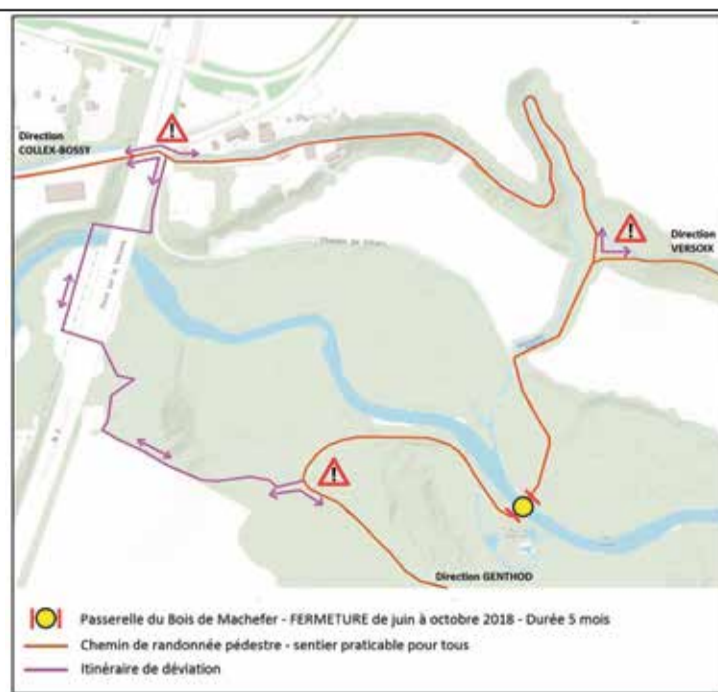 Direction
COLLEX-BOSSY
Direction
VERSOIX
Direction GENTHOD
Passerelle du Bois de Machefer - FERMETURE de juin à octobre 2018 - Durée 5 mois
Chemin de randonnée pédestre - sentier praticable pour tous
Itinéraire de déviation